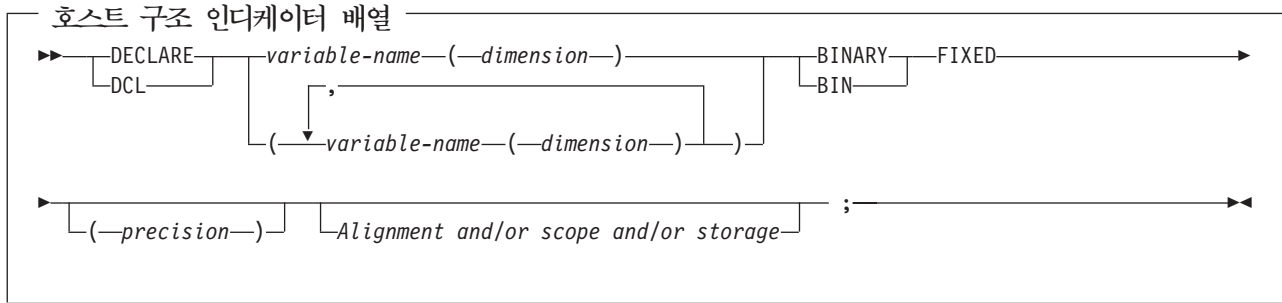 호스트 구조 인디케이터 배열
DECLARE variable-name ( dimension ) BINARY FIXED
DCL , BIN
( variable-name ( dimension ) )
;
( precision ) Alignment and/or scope and/or storage